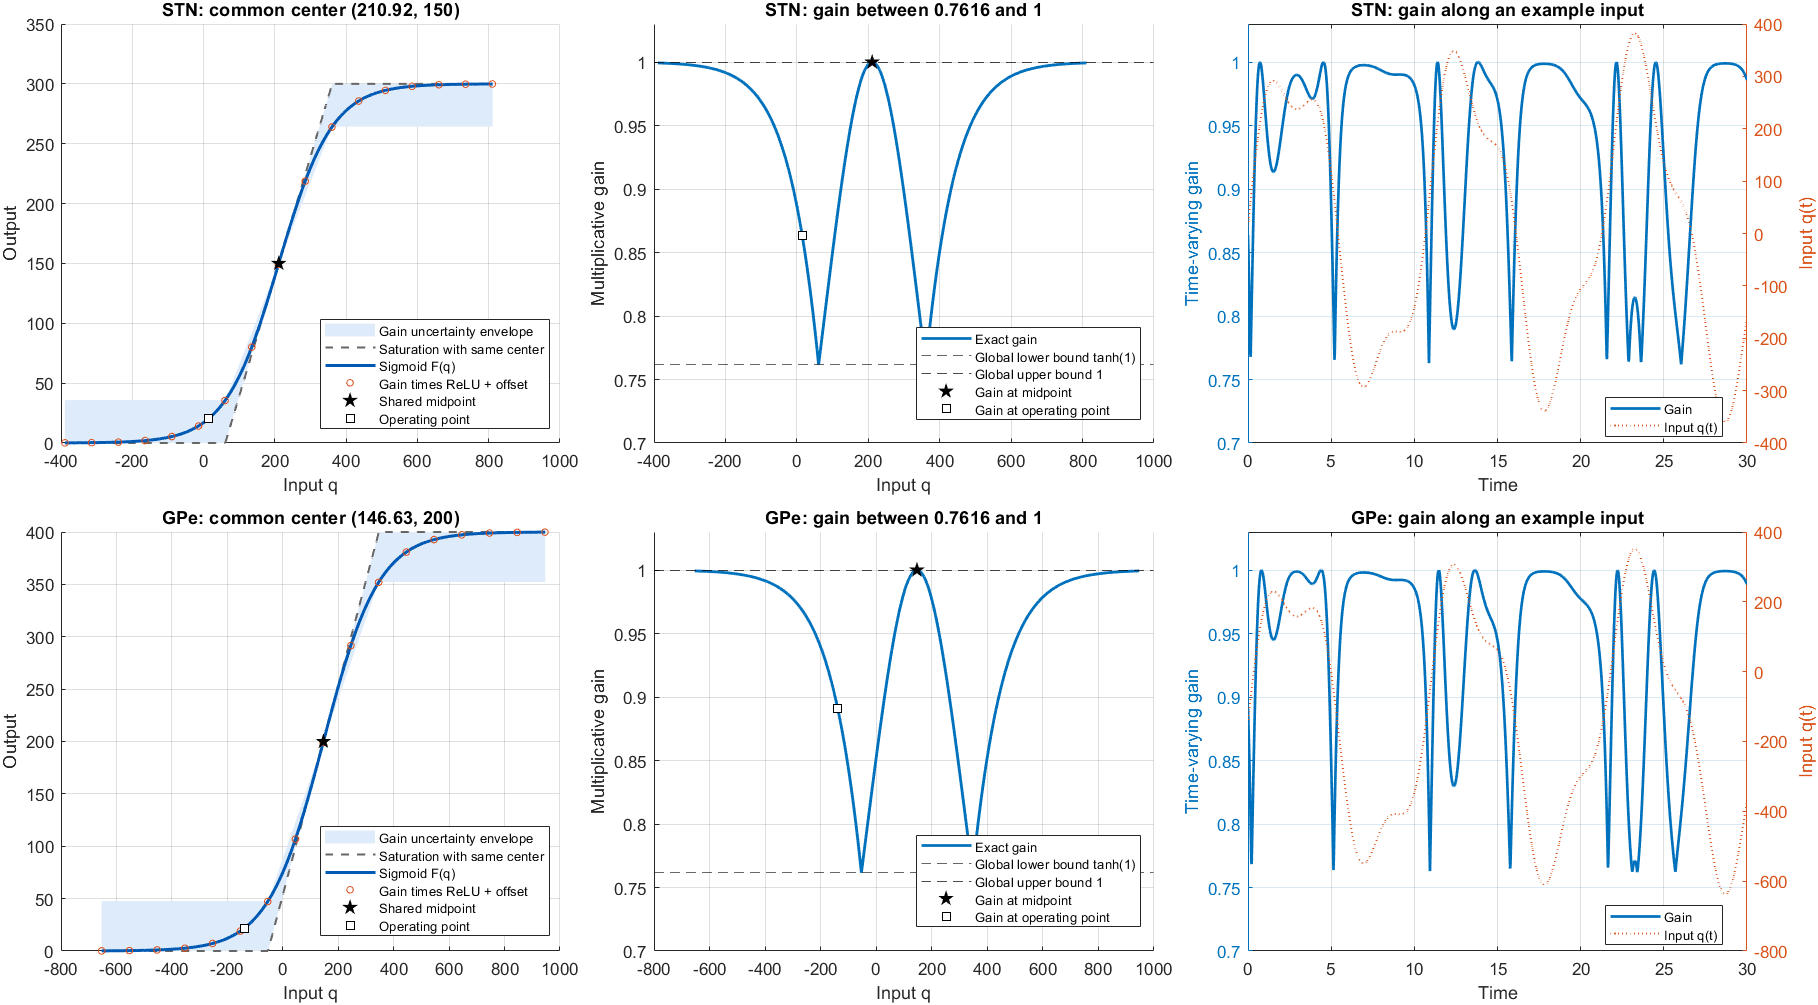 STN: common center (210.92, 150)
350
300
250
200
150
100
50
0
-400
-200
0
200
400
600
800
1000
Output
Input q
Gain uncertainty envelope
Saturation with same center
Sigmoid F(q)
Gain times ReLU + offset
Shared midpoint
Operating point
STN: gain between 0.7616 and 1
1
0.95
0.9
0.85
0.8
0.75
0.7
-400
-200
0
200
400
600
800
1000
Multiplicative gain
Input q
Exact gain
Global lower bound tanh(1)
Global upper bound 1
Gain at midpoint
Gain at operating point
STN: gain along an example input
1
0.95
0.9
0.85
0.8
0.75
0.7
0
5
10
15
20
25
30
400
300
200
100
0
-100
-200
-300
-400
Time-varying gain
Time
Input q(t)
Gain
Input q(t)
GPe: common center (146.63, 200)
400
350
300
250
200
150
100
50
0
-800
-600
-400
-200
0
200
400
600
800
1000
Output
Input q
Gain uncertainty envelope
Saturation with same center
Sigmoid F(q)
Gain times ReLU + offset
Shared midpoint
Operating point
GPe: gain between 0.7616 and 1
1
0.95
0.9
0.85
0.8
0.75
0.7
-800
-600
-400
-200
0
200
400
600
800
1000
Multiplicative gain
Input q
Exact gain
Global lower bound tanh(1)
Global upper bound 1
Gain at midpoint
Gain at operating point
GPe: gain along an example input
1
0.95
0.9
0.85
0.8
0.75
0.7
0
5
10
15
20
25
30
400
200
0
-200
-400
-600
-800
Time-varying gain
Time
Input q(t)
Gain
Input q(t)